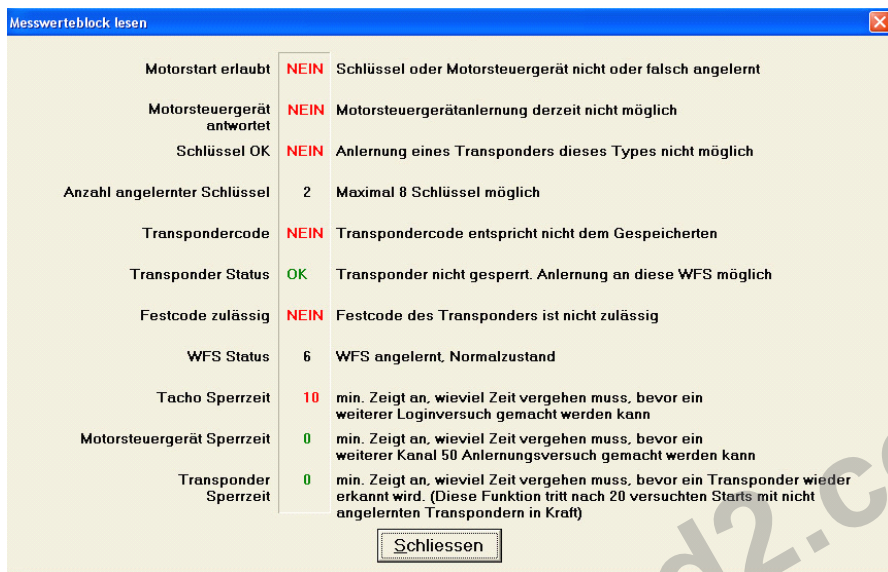 Messwerteblock lesen
Motorstart erlaubt NEIN Schlüssel oder Motorsteuergerät nicht oder falsch angelernt
Motorsteuergerät antwortet NEIN Motorsteuergerätanlernung derzeit nicht möglich
Schlüssel OK NEIN Anlernung eines Transponders dieses Types nicht möglich
Anzahl angelernter Schlüssel 2 Maximal 8 Schlüssel möglich
Transpondercode NEIN Transpondercode entspricht nicht dem Gespeicherten
Transponder Status OK Transponder nicht gesperrt. Anlernung an diese WFS möglich
Festcode zulässig NEIN Festcode des Transponders ist nicht zulässig
WFS Status 6 WFS angelernt, Normalzustand
Tacho Sperrzeit 10 min. Zeigt an, wieviel Zeit vergehen muss, bevor ein
weiterer Loginversuch gemacht werden kann
Motorsteuergerät Sperrzeit 0 min. Zeigt an, wieviel Zeit vergehen muss, bevor ein
weiterer Kanal 50 Anlernungsversuch gemacht werden kann
Transponder Sperrzeit 0 min. Zeigt an, wieviel Zeit vergehen muss, bevor ein Transponder wieder
erkannt wird. (Diese Funktion tritt nach 20 versuchten Starts mit nicht
angelernten Transpondern in Kraft)
Schliessen